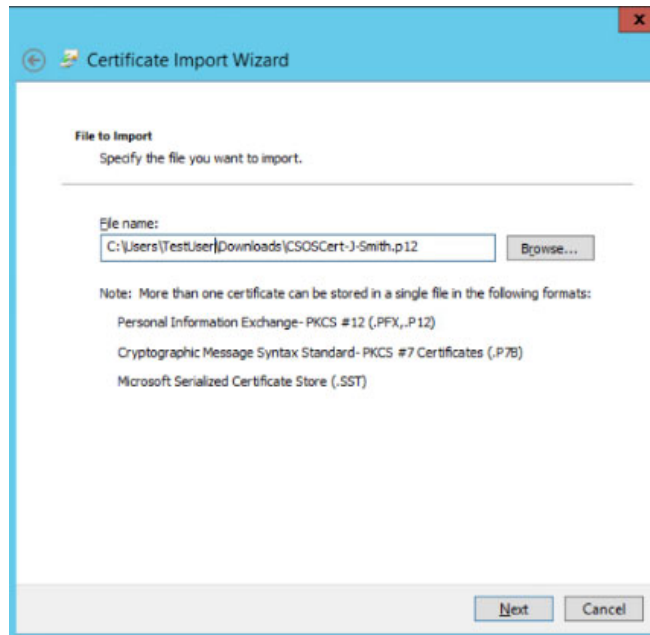 x
Certificate Import Wizard
File to Import
Specify the file you want to import.
File name:
C:\Users\TestUser\Downloads\CSOSCert-J-Smith.p12
Browse...
Note: More than one certificate can be stored in a single file in the following formats:
Personal Information Exchange- PKCS #12 (.PFX,.P12)
Cryptographic Message Syntax Standard- PKCS #7 Certificates (.P7B)
Microsoft Serialized Certificate Store (.SST)
Next Cancel